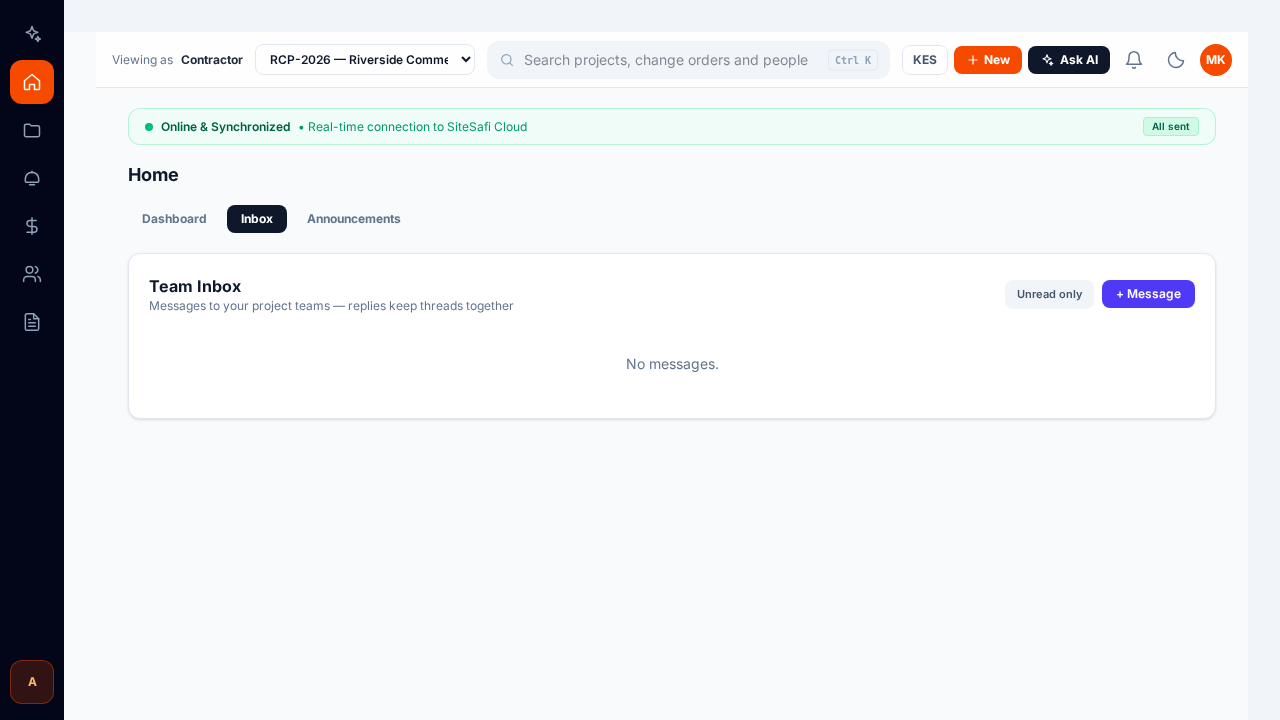 Viewing as Contractor RCP-2026 — Riverside Comme Search projects, change orders and people Ctrl K KES + New Ask AI MK
Online & Synchronized • Real-time connection to SiteSafi Cloud All sent
Home
Dashboard Inbox Announcements
Team Inbox
Messages to your project teams — replies keep threads together
Unread only + Message
No messages.
A